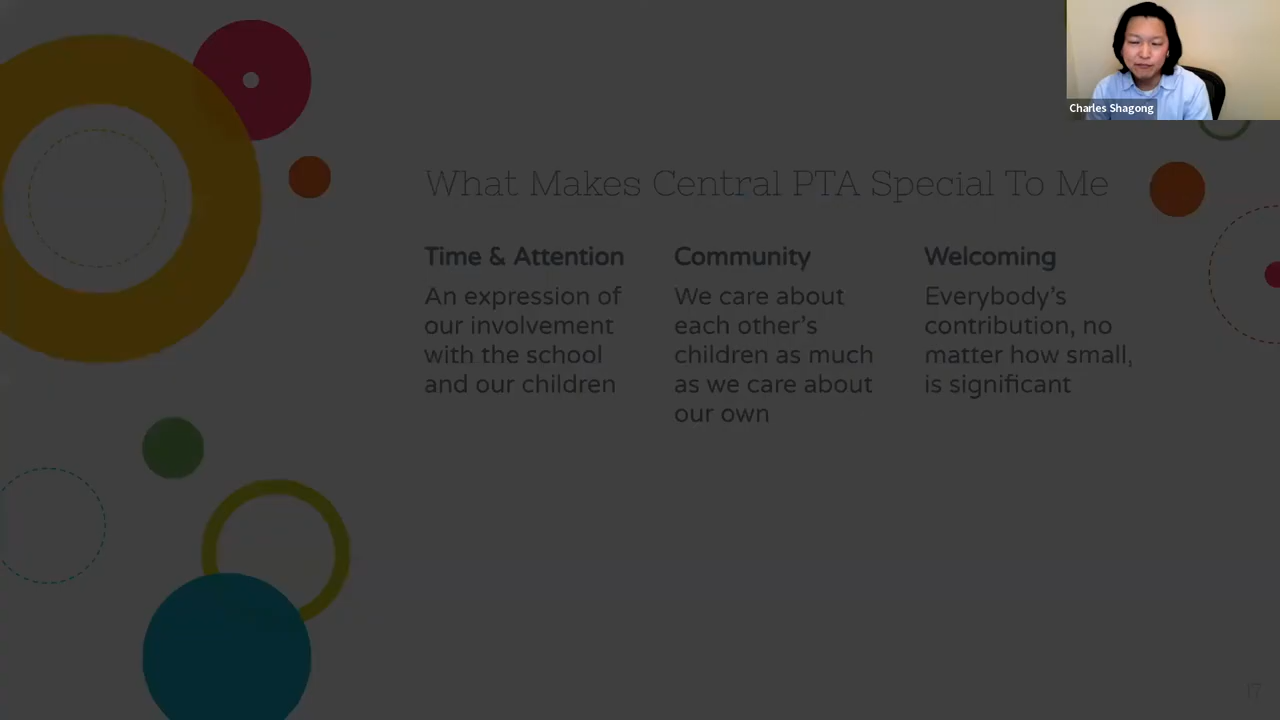 Charles Shagong
What Makes Central PTA Special To Me
Time & Attention
An expression of
our involvement
with the school
and our children
Community
We care about
each other's
children as much
as we care about
our own
Welcoming
Everybody's
contribution, no
matter how small,
is significant
17